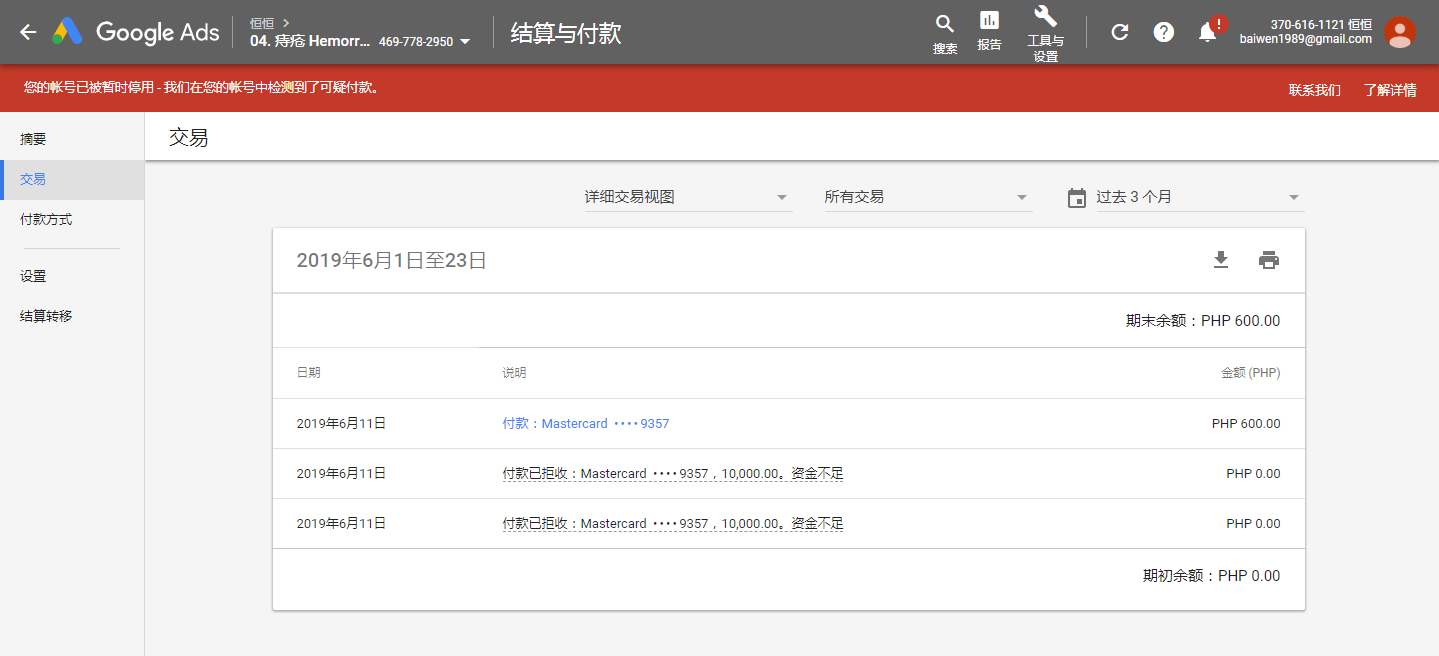 Google Ads
恒恒 >
04. 痔疮 Hemorr... 469-778-2950
结算与付款
搜索
报告
工具与
设置
370-616-1121 恒恒
baiwen1989@gmail.com
您的帐号已被暂时停用 - 我们在您的帐号中检测到了可疑付款。
联系我们
了解详情
摘要
交易
付款方式
设置
结算转移
交易
详细交易视图
所有交易
过去 3 个月
2019年6月1日至23日
期末余额：PHP 600.00
日期 说明 金额 (PHP)
2019年6月11日 付款：Mastercard ····9357 PHP 600.00
2019年6月11日 付款已拒收：Mastercard ····9357，10,000.00。资金不足 PHP 0.00
2019年6月11日 付款已拒收：Mastercard ····9357，10,000.00。资金不足 PHP 0.00
期初余额：PHP 0.00